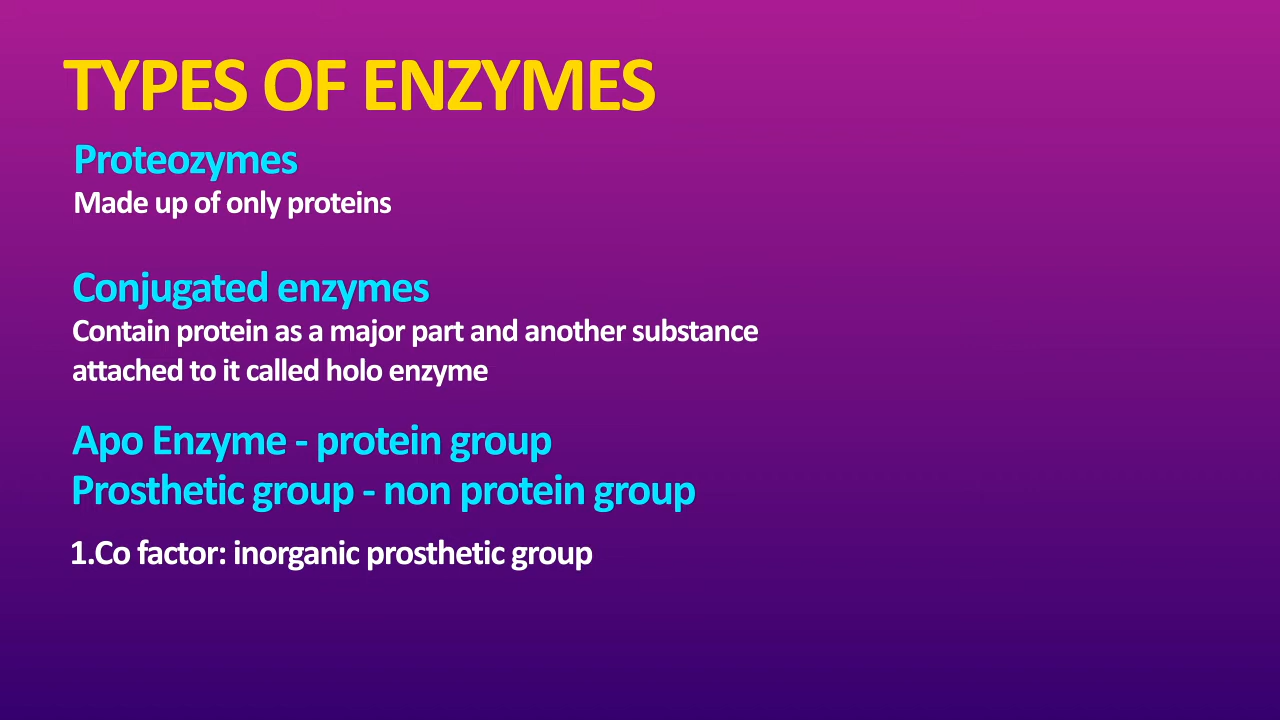 TYPES OF ENZYMES
Proteozymes
Made up of only proteins
Conjugated enzymes
Contain protein as a major part and another substance
attached to it called holo enzyme
Apo Enzyme - protein group
Prosthetic group - non protein group
1.Co factor: inorganic prosthetic group